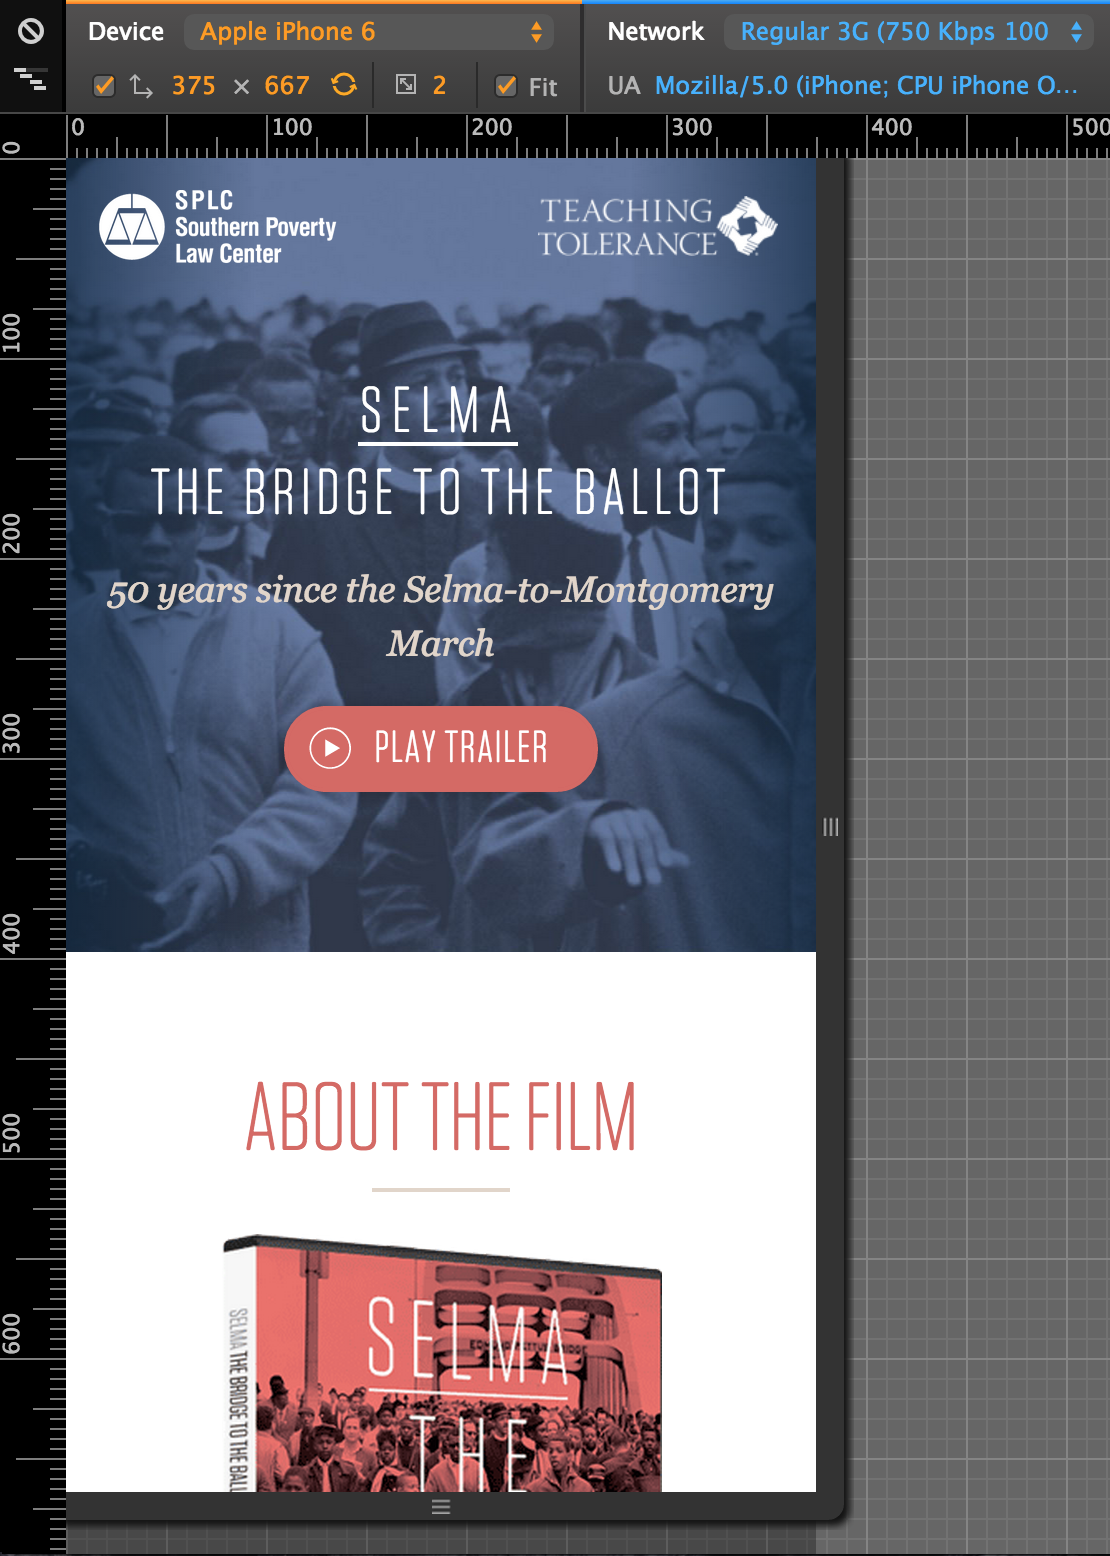 Device Apple iPhone 6 Network Regular 3G (750 Kbps 100
375 × 667 2 Fit UA Mozilla/5.0 (iPhone; CPU iPhone O...
0 100 200 300 400 500
0
100
200
300
400
500
600
SPLC
Southern Poverty
Law Center
TEACHING
TOLERANCE
SELMA
THE BRIDGE TO THE BALLOT
50 years since the Selma-to-Montgomery
March
PLAY TRAILER
ABOUT THE FILM
SELMA
THE
SELMA THE BRIDGE TO THE BALL